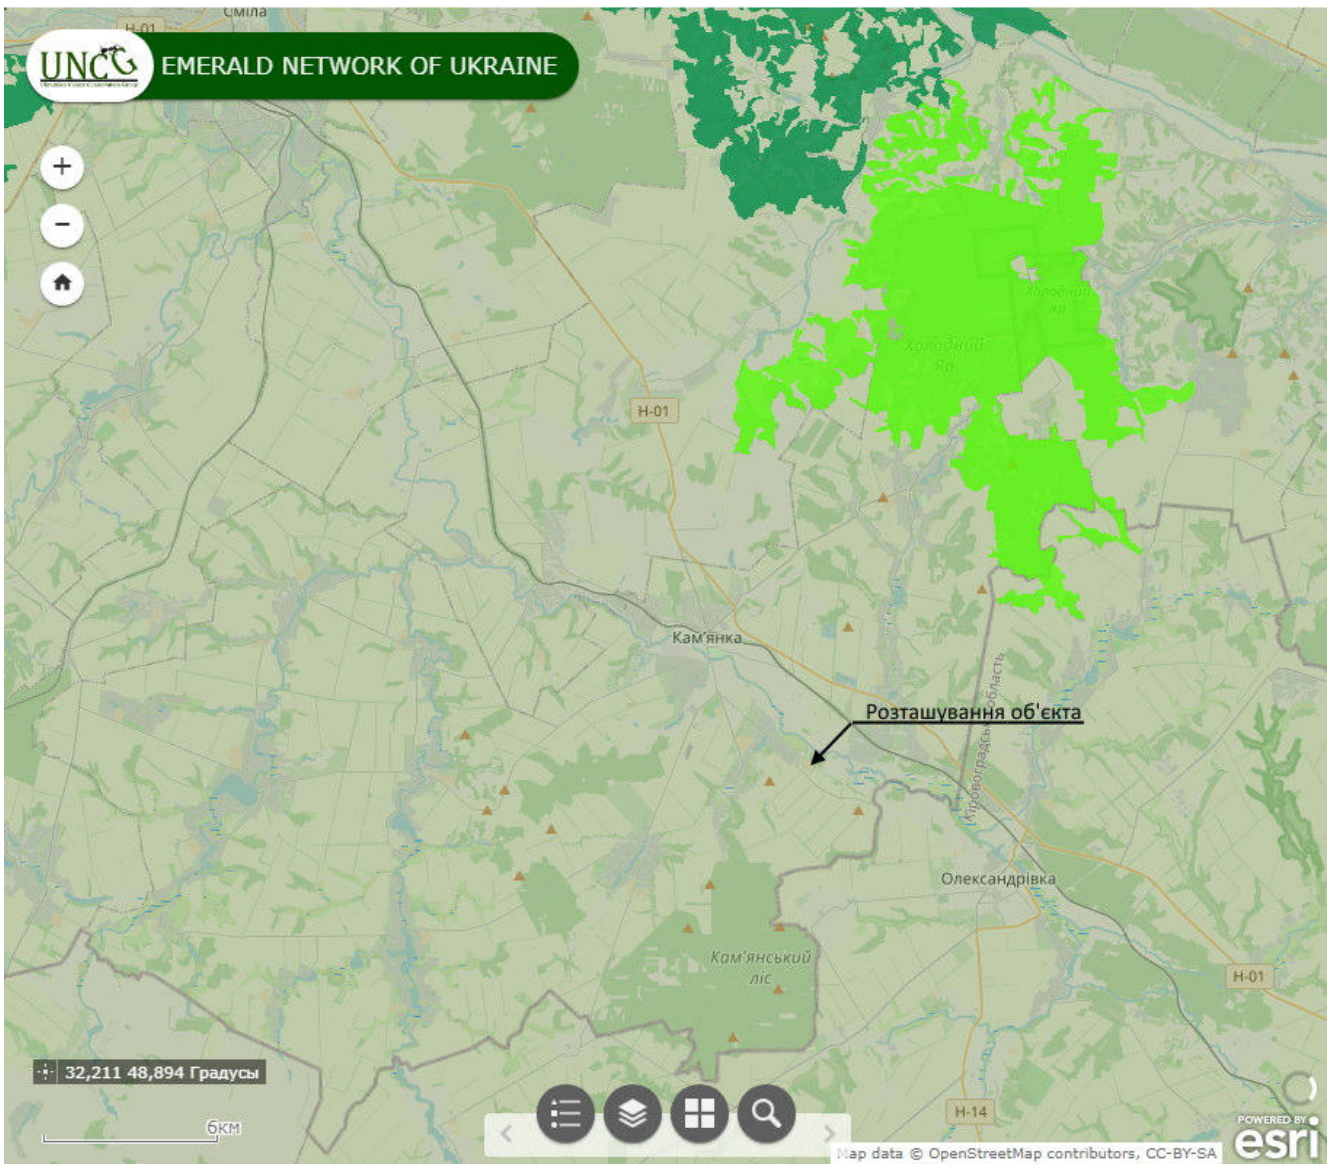 Сміла
Н-01
UNCG
EMERALD NETWORK OF UKRAINE
+
−
Холодний
яр
Холодний
Яр
Н-01
Кам'янка
Розташування об'єкта
Кіровоградська область
Олександрівка
Кам'янський
ліс
Н-01
32,211 48,894 Градусы
6км
Н-14
POWERED BY
esri
Map data © OpenStreetMap contributors, CC-BY-SA